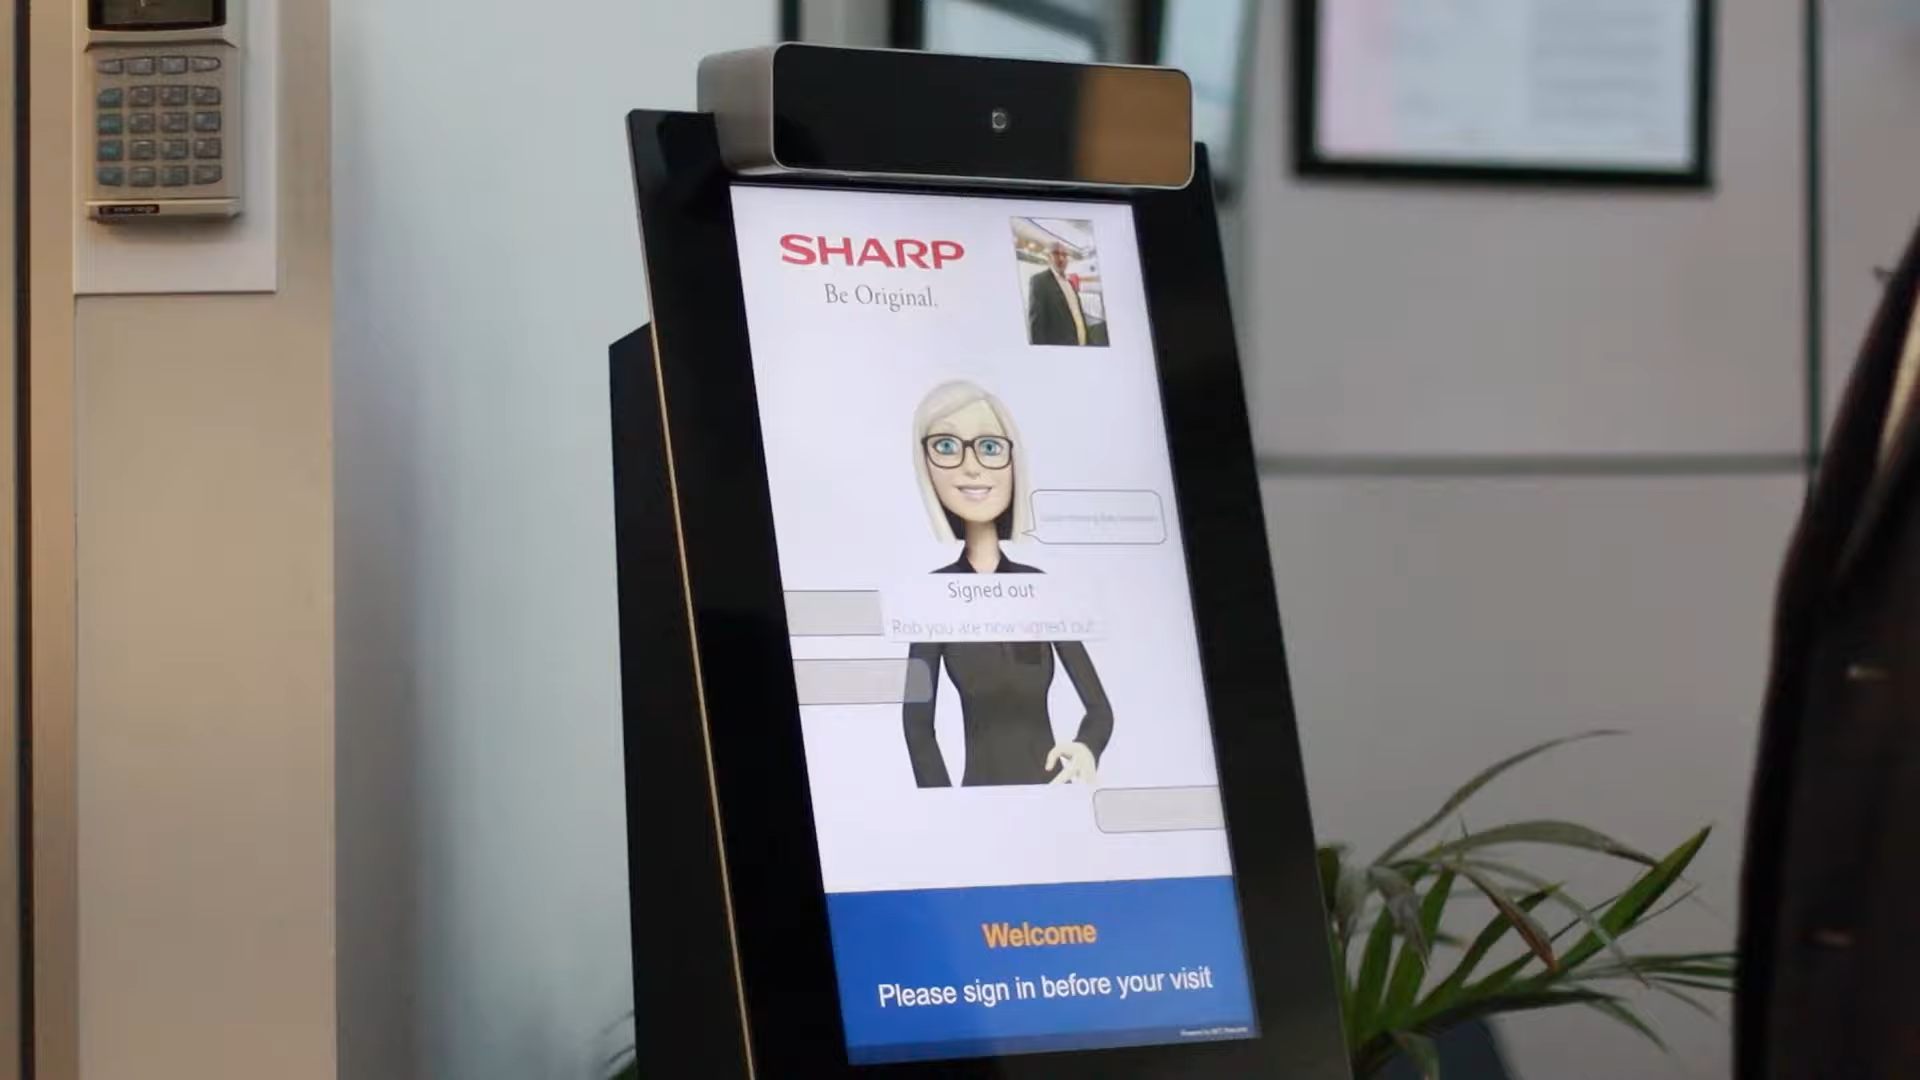 SHARP
Be Original.
Signed out
Rob you are now signed out
Welcome
Please sign in before your visit